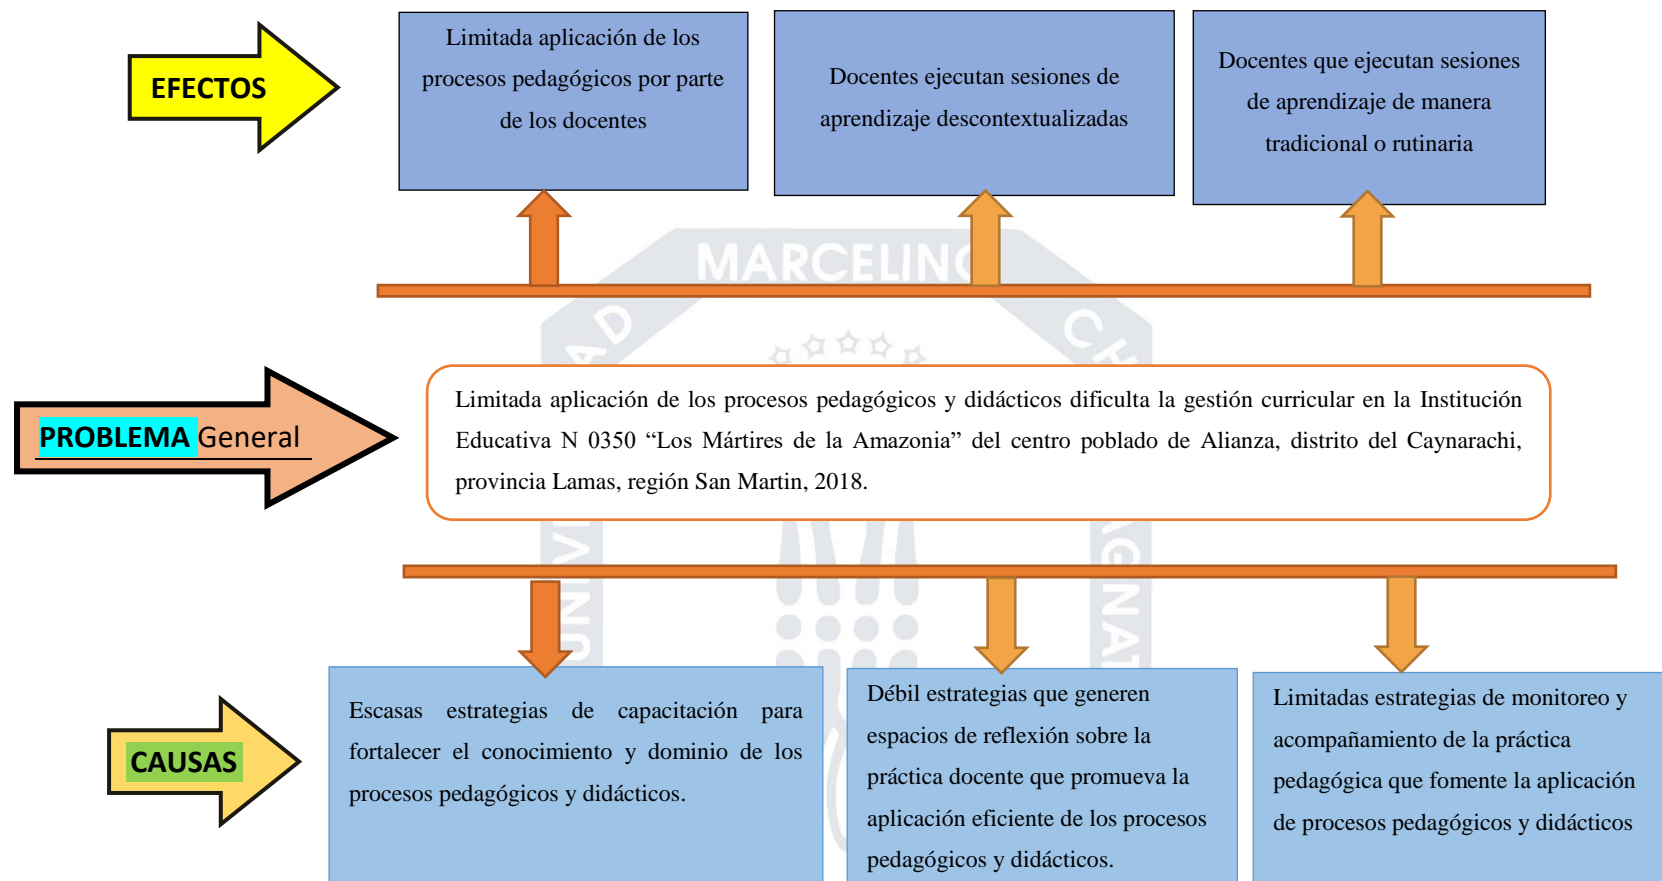 EFECTOS
Limitada aplicación de los
procesos pedagógicos por parte
de los docentes
Docentes ejecutan sesiones de
aprendizaje descontextualizadas
Docentes que ejecutan sesiones
de aprendizaje de manera
tradicional o rutinaria
MARCELINO
PROBLEMA General
Limitada aplicación de los procesos pedagógicos y didácticos dificulta la gestión curricular en la Institución
Educativa N 0350 “Los Mártires de la Amazonia” del centro poblado de Alianza, distrito del Caynarachi,
provincia Lamas, región San Martin, 2018.
CAUSAS
Escasas estrategias de capacitación para
fortalecer el conocimiento y dominio de los
procesos pedagógicos y didácticos.
Débil estrategias que generen
espacios de reflexión sobre la
práctica docente que promueva la
aplicación eficiente de los procesos
pedagógicos y didácticos.
Limitadas estrategias de monitoreo y
acompañamiento de la práctica
pedagógica que fomente la aplicación
de procesos pedagógicos y didácticos